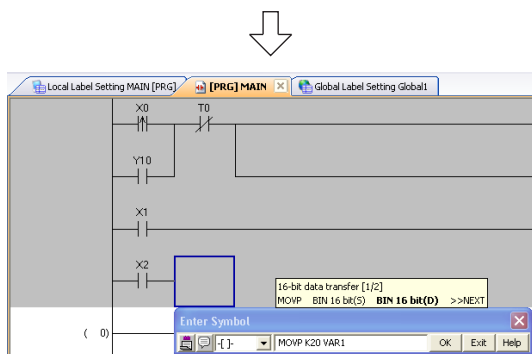 Local Label Setting MAIN [PRG] [PRG] MAIN Global Label Setting Global1
X0 T0
Y10
X1
X2
16-bit data transfer [1/2]
MOVP BIN 16 bit(S) BIN 16 bit(D) >>NEXT
Enter Symbol
( 0)
-[ ]- MOVP K20 VAR1 OK Exit Help